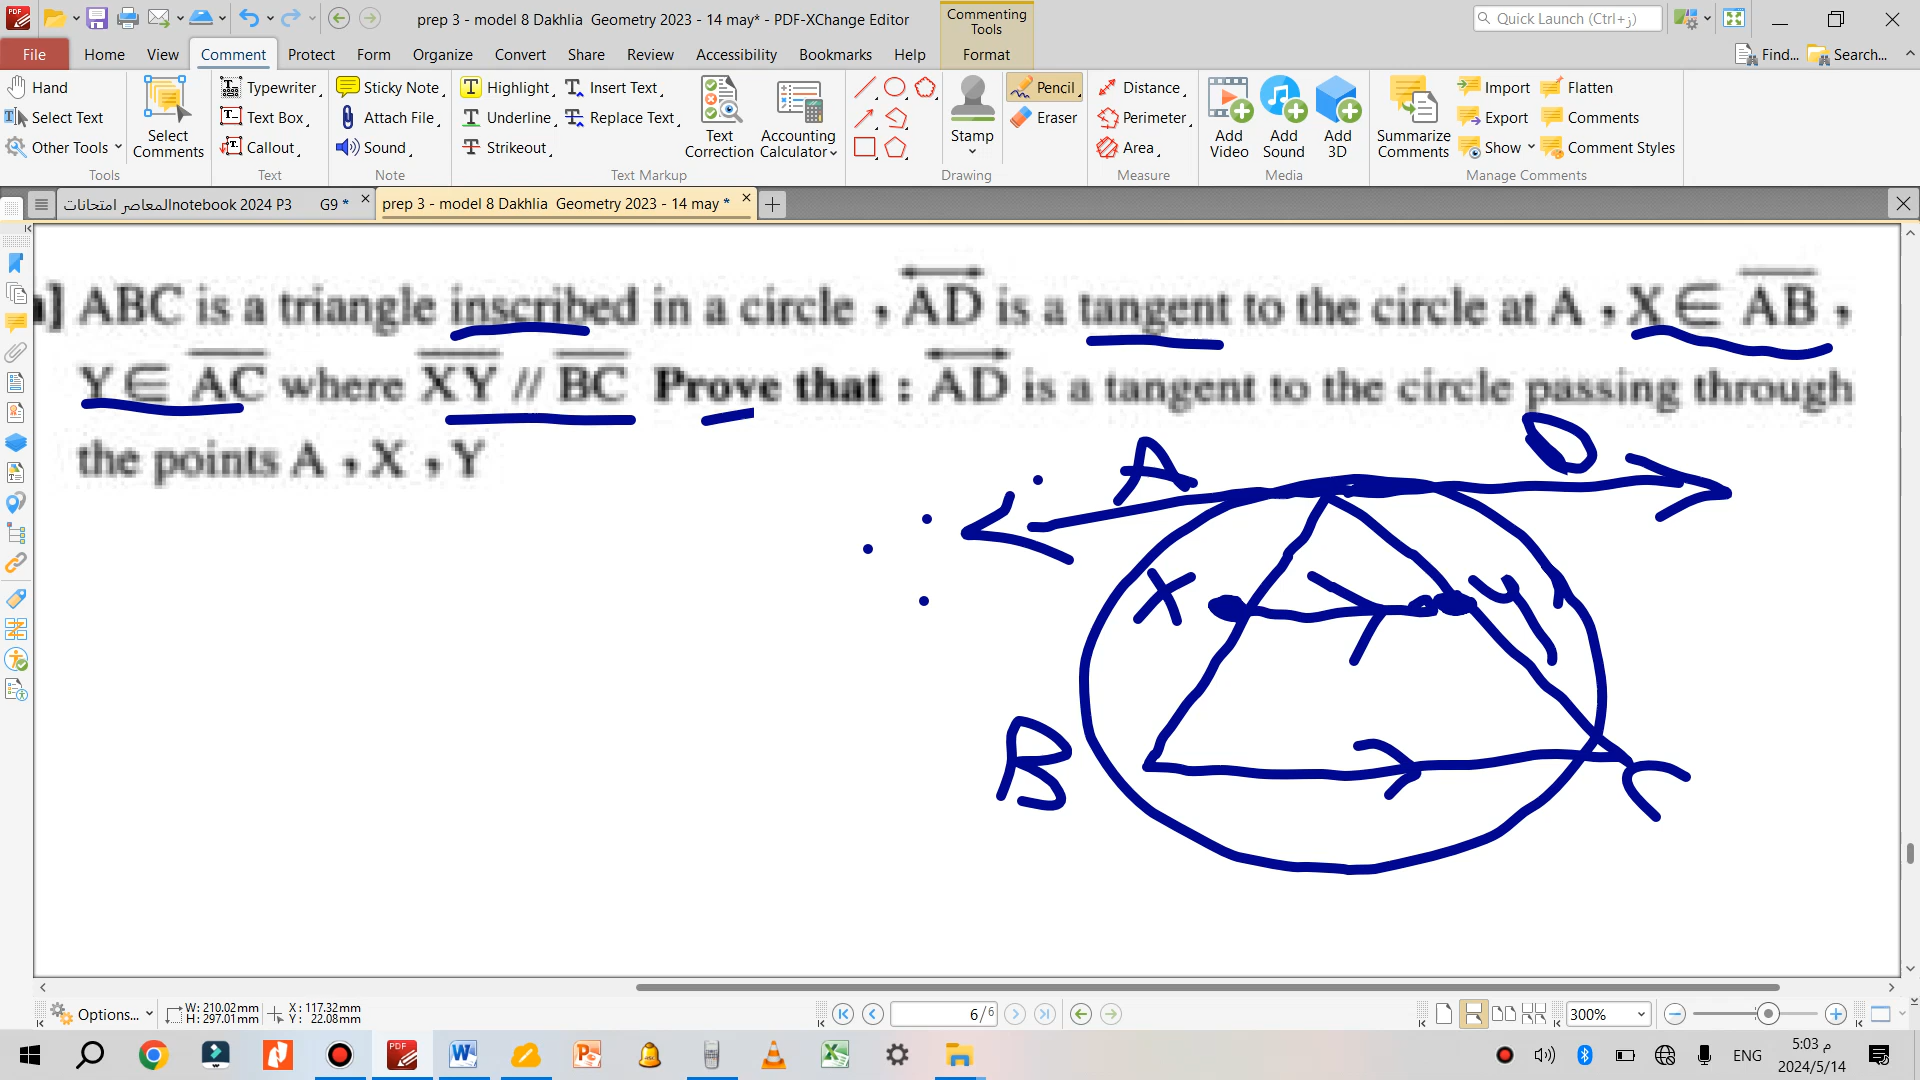 prep 3 - model 8 Dakhlia Geometry 2023 - 14 may* - PDF-XChange Editor
Commenting Tools
Quick Launch (Ctrl+ز)
File Home View Comment Protect Form Organize Convert Share Review Accessibility Bookmarks Help Format
Find... Search...
Hand
Select Text
Other Tools
Select Comments
Tools
Typewriter
Text Box
Callout
Text
Sticky Note
Attach File
Sound
Note
Highlight
Underline
Strikeout
Insert Text
Replace Text
Text Correction
Accounting Calculator
Text Markup
Drawing
Stamp
Pencil
Eraser
Distance
Perimeter
Area
Measure
Add Video
Add Sound
Add 3D
Media
Summarize Comments
Import
Export
Show
Flatten
Comments
Comment Styles
Manage Comments
المعاصر امتحانات notebook 2024 P3 G9 *
prep 3 - model 8 Dakhlia Geometry 2023 - 14 may *
a] ABC is a triangle inscribed in a circle , AD is a tangent to the circle at A , X ∈ AB ,
Y ∈ AC where XY // BC Prove that : AD is a tangent to the circle passing through
the points A , X , Y
A
D
X
Y
B
C
Options...
W: 210.02mm
H: 297.01mm
X: 117.32mm
Y: 22.08mm
6/6
300%
ENG
5:03 م
2024/5/14